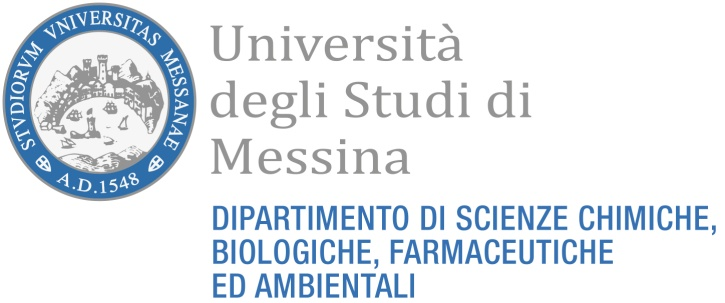 STVDIORVM VNIVERSITAS MESSANAE
A.D.1548
Università
degli Studi di
Messina
DIPARTIMENTO DI SCIENZE CHIMICHE,
BIOLOGICHE, FARMACEUTICHE
ED AMBIENTALI